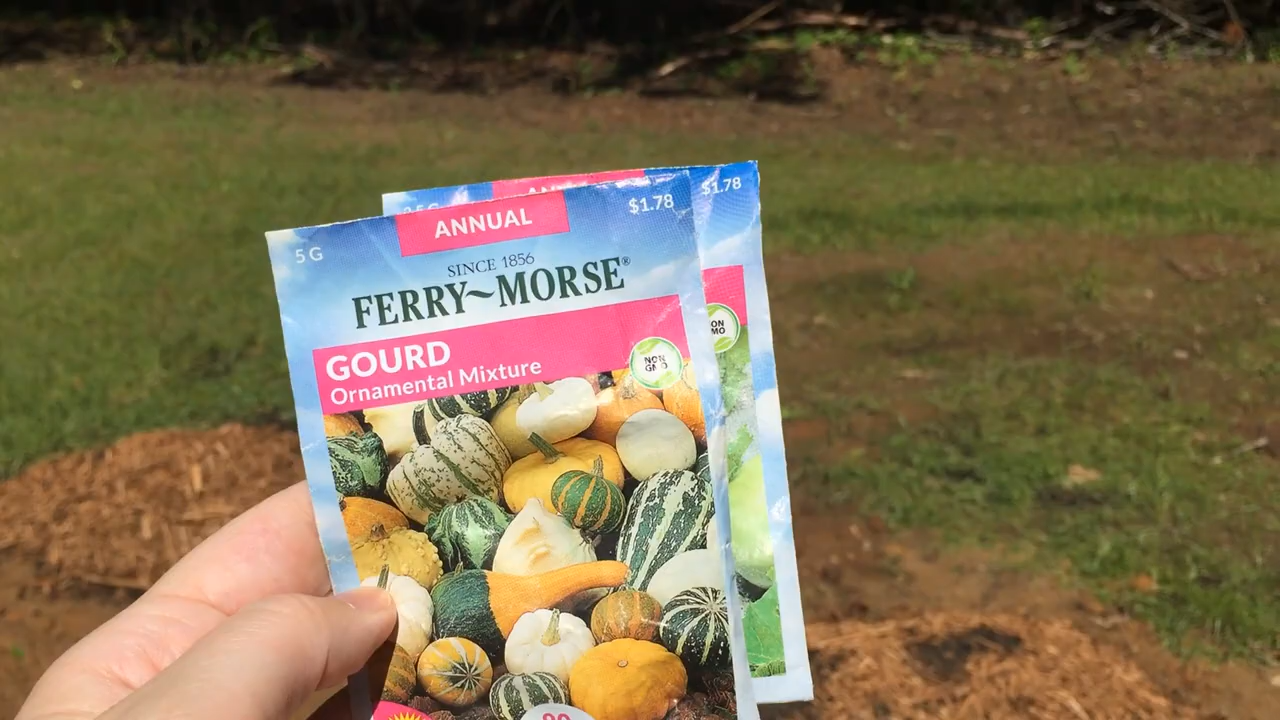 ANNUAL
5 G
$1.78
SINCE 1856
FERRY~MORSE®
GOURD
Ornamental Mixture
NON
GMO
$1.78